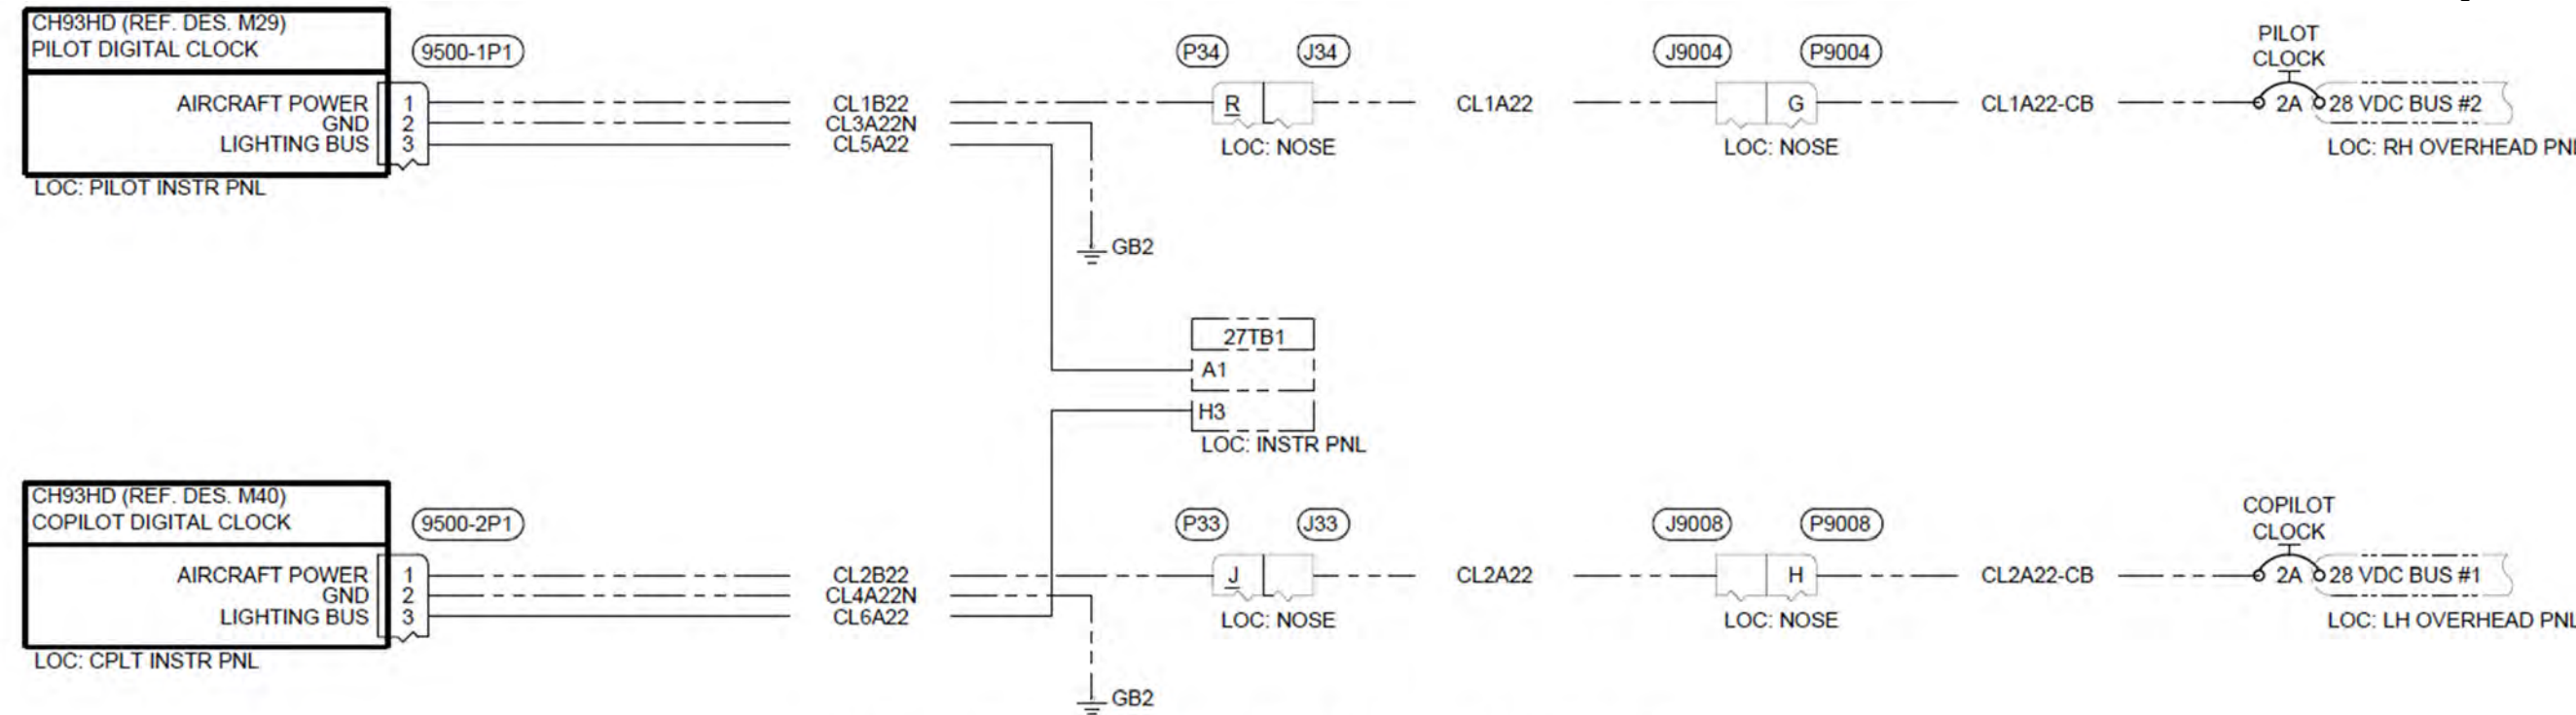 CH93HD (REF. DES. M29)
PILOT DIGITAL CLOCK
9500-1P1
AIRCRAFT POWER 1
GND 2
LIGHTING BUS 3
LOC: PILOT INSTR PNL
CL1B22
CL3A22N
CL5A22
GB2
P34
J34
R
LOC: NOSE
CL1A22
J9004
P9004
G
LOC: NOSE
CL1A22-CB
PILOT
CLOCK
2A
28 VDC BUS #2
LOC: RH OVERHEAD PNL
27TB1
A1
H3
LOC: INSTR PNL
CH93HD (REF. DES. M40)
COPILOT DIGITAL CLOCK
9500-2P1
AIRCRAFT POWER 1
GND 2
LIGHTING BUS 3
LOC: CPLT INSTR PNL
CL2B22
CL4A22N
CL6A22
GB2
P33
J33
J
LOC: NOSE
CL2A22
J9008
P9008
H
LOC: NOSE
CL2A22-CB
COPILOT
CLOCK
2A
28 VDC BUS #1
LOC: LH OVERHEAD PNL